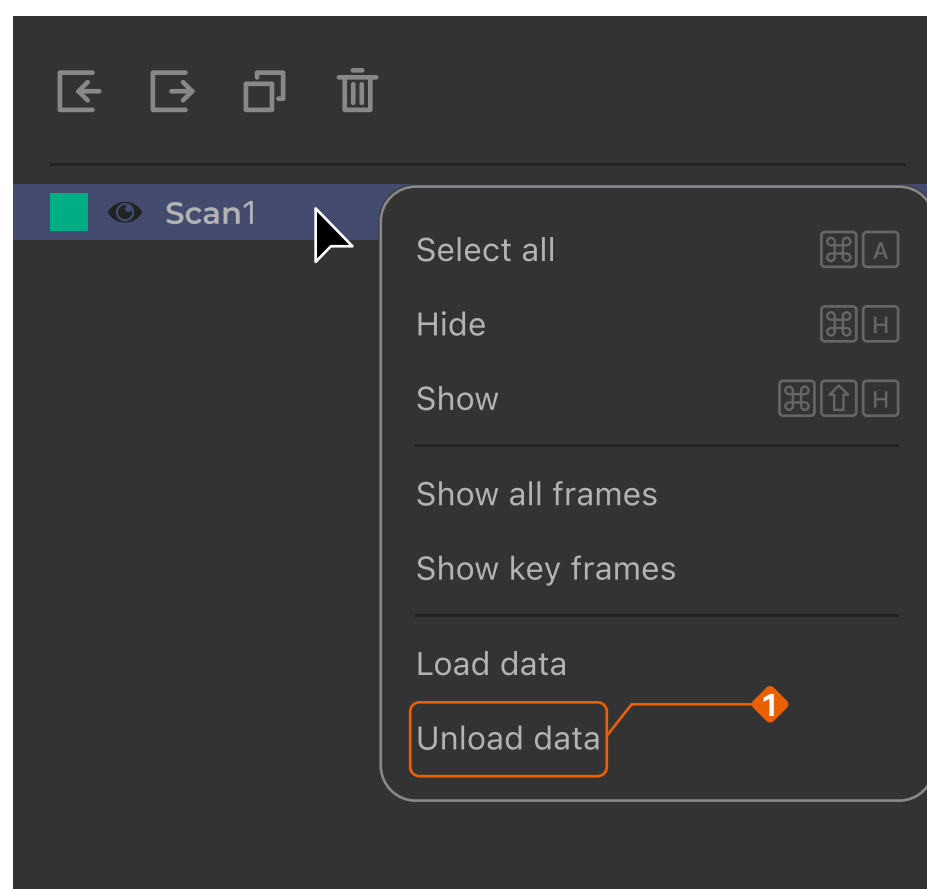 Scan1
Select all ⌘ A
Hide ⌘ H
Show ⌘ ⇧ H
Show all frames
Show key frames
Load data
1
Unload data